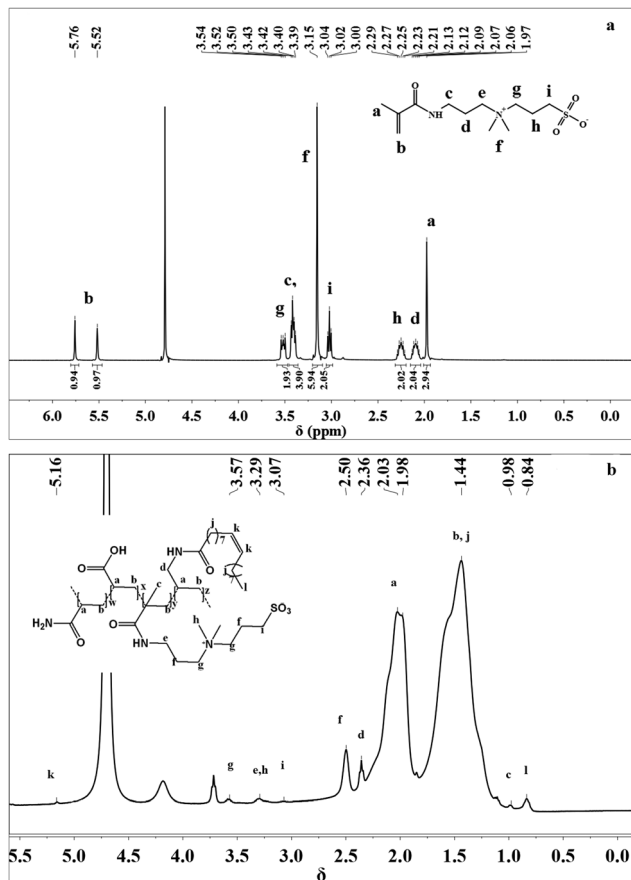 5.76
5.52
3.54
3.52
3.50
3.43
3.42
3.40
3.39
3.15
3.04
3.02
3.00
2.29
2.27
2.25
2.23
2.21
2.13
2.12
2.09
2.07
2.06
1.97
a
a
b
O
NH
c
d
e
N+
f
g
h
i
O
S
O
O-
f
a
b
g
c,
i
h
d
0.94
0.97
1.93
3.90
5.94
2.05
2.02
2.04
2.94
6.0 5.5 5.0 4.5 4.0 3.5 3.0 2.5 2.0 1.5 1.0 0.5 0.0
δ (ppm)
5.16
3.57
3.29
3.07
2.50
2.36
2.03
1.98
1.44
0.98
0.84
b
j
7
k
k
j
l
O
N
H
d
O
OH
a
b
x
c
a
b
z
a
b
w
b
y
H2N
O
O
NH
e
f
g
h
N+
g
f
i
SO3
b, j
a
f
d
k
g
e,h
i
c
l
5.5 5.0 4.5 4.0 3.5 3.0 2.5 2.0 1.5 1.0 0.5 0.0
δ